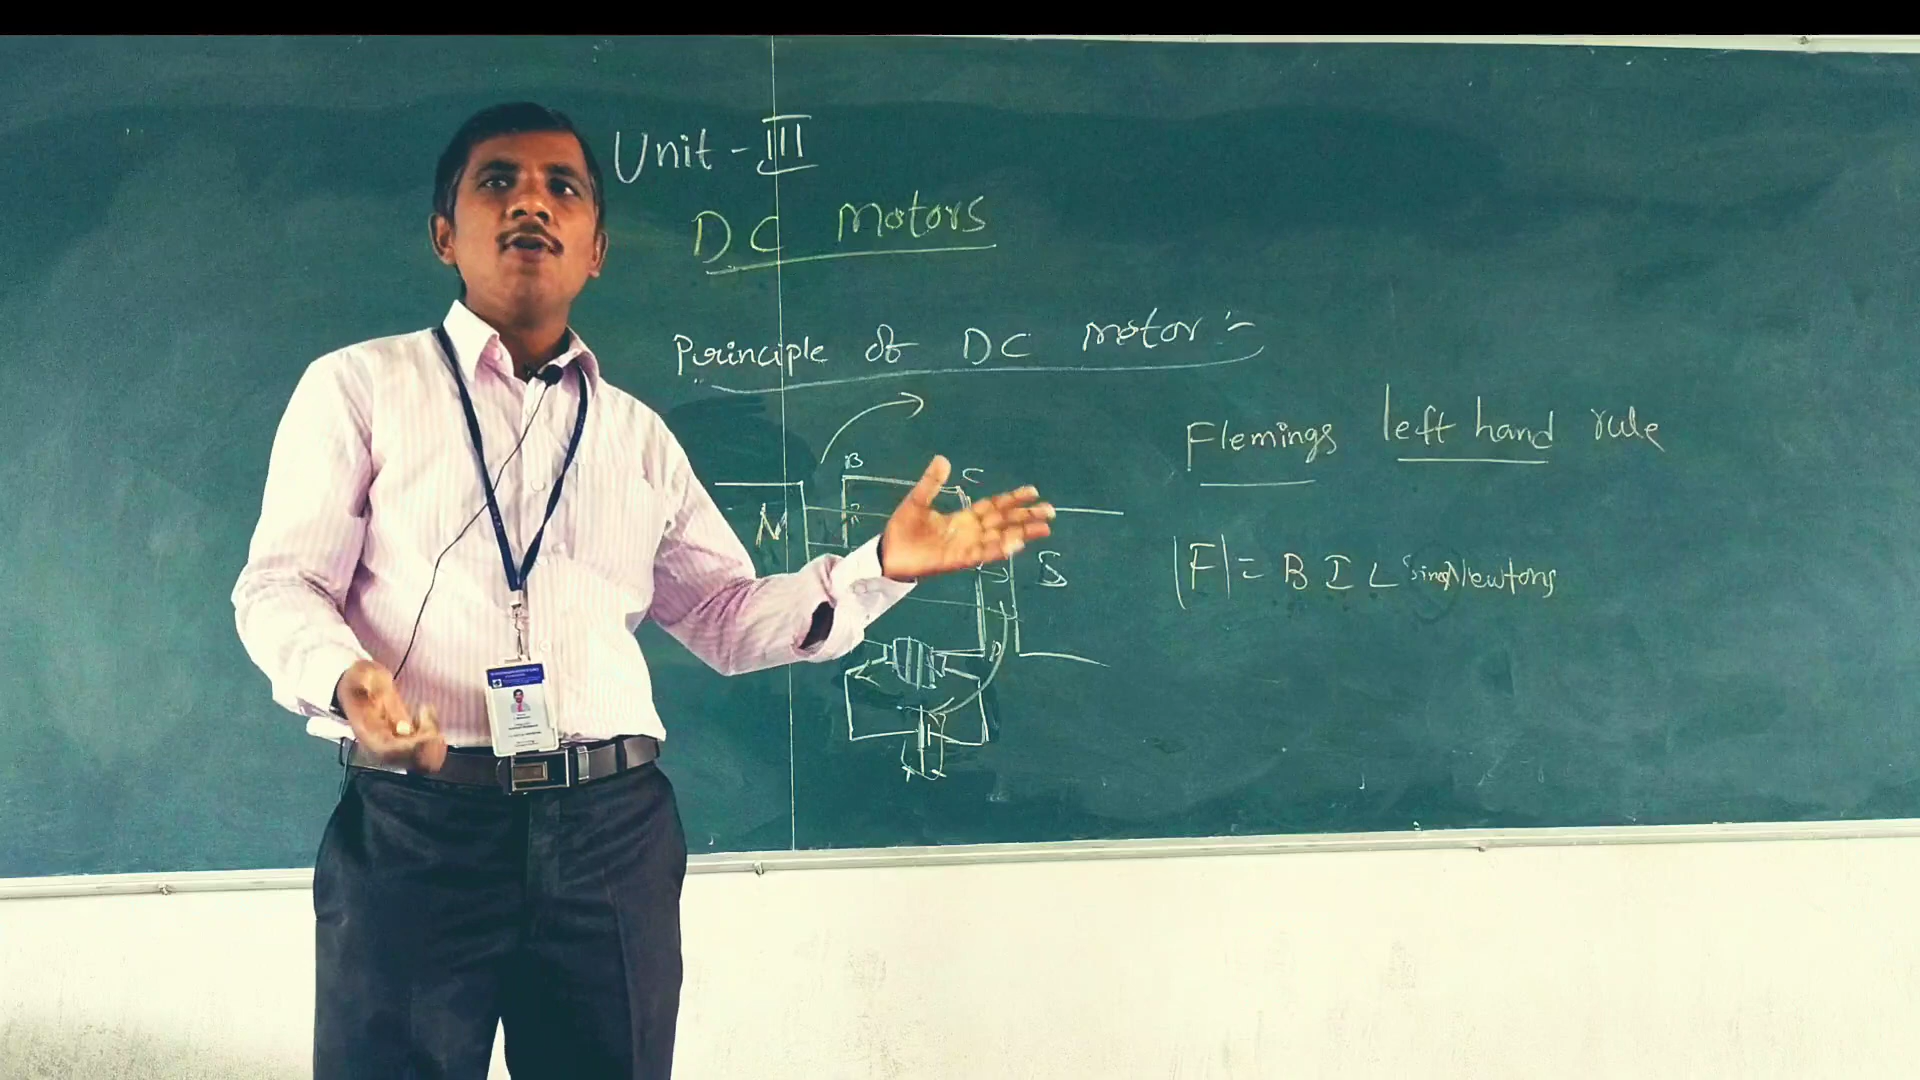 Unit - III
DC Motors
Principle of DC motor :-
Flemings left hand rule
B
C
N
S
|F| = B I L Sinθ Newtons
D